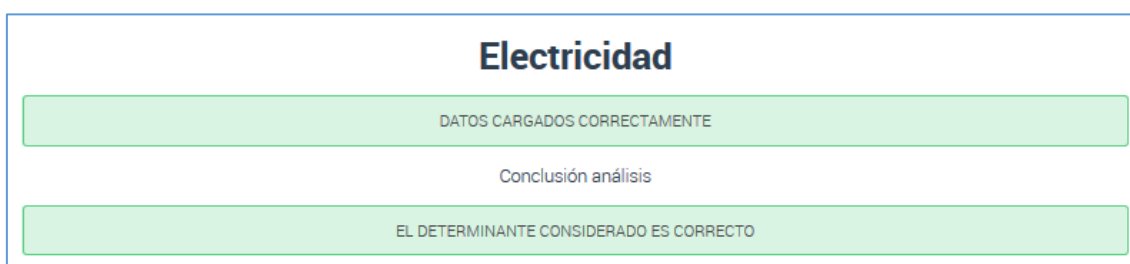 Electricidad
DATOS CARGADOS CORRECTAMENTE
Conclusión análisis
EL DETERMINANTE CONSIDERADO ES CORRECTO